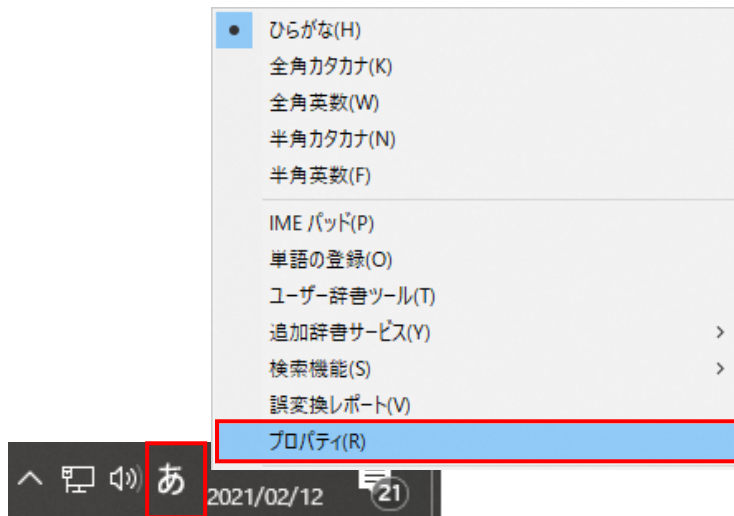 ひらがな(H)
全角カタカナ(K)
全角英数(W)
半角カタカナ(N)
半角英数(F)
IME パッド(P)
単語の登録(O)
ユーザー辞書ツール(T)
追加辞書サービス(Y)
検索機能(S)
誤変換レポート(V)
プロパティ(R)
あ
2021/02/12
21